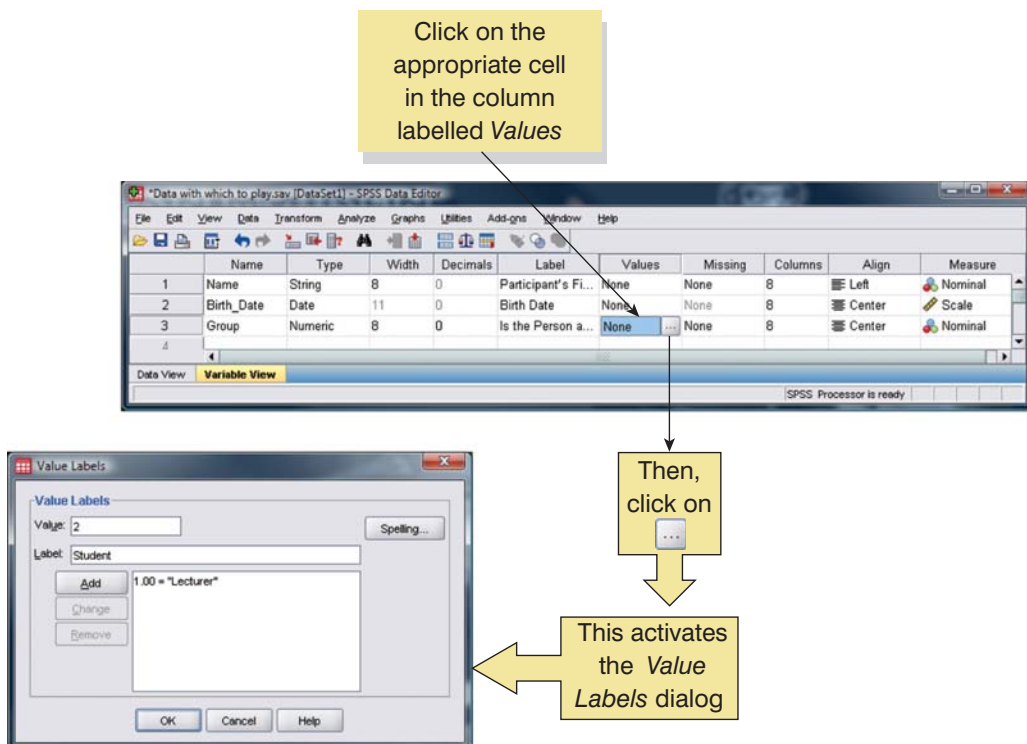 Click on the
appropriate cell
in the column
labelled Values
*Data with which to play.sav [DataSet1] - SPSS Data Editor
File Edit View Data Transform Analyze Graphs Utilities Add-ons Window Help
Name Type Width Decimals Label Values Missing Columns Align Measure
1 Name String 8 0 Participant's Fi... None None 8 Left Nominal
2 Birth_Date Date 11 0 Birth Date None None 8 Center Scale
3 Group Numeric 8 0 Is the Person a... None ... None 8 Center Nominal
4
Data View Variable View
SPSS Processor is ready
Value Labels
Value Labels
Value: 2
Spelling...
Label: Student
Add
1.00 = "Lecturer"
Change
Remove
OK Cancel Help
Then,
click on
...
This activates
the Value
Labels dialog